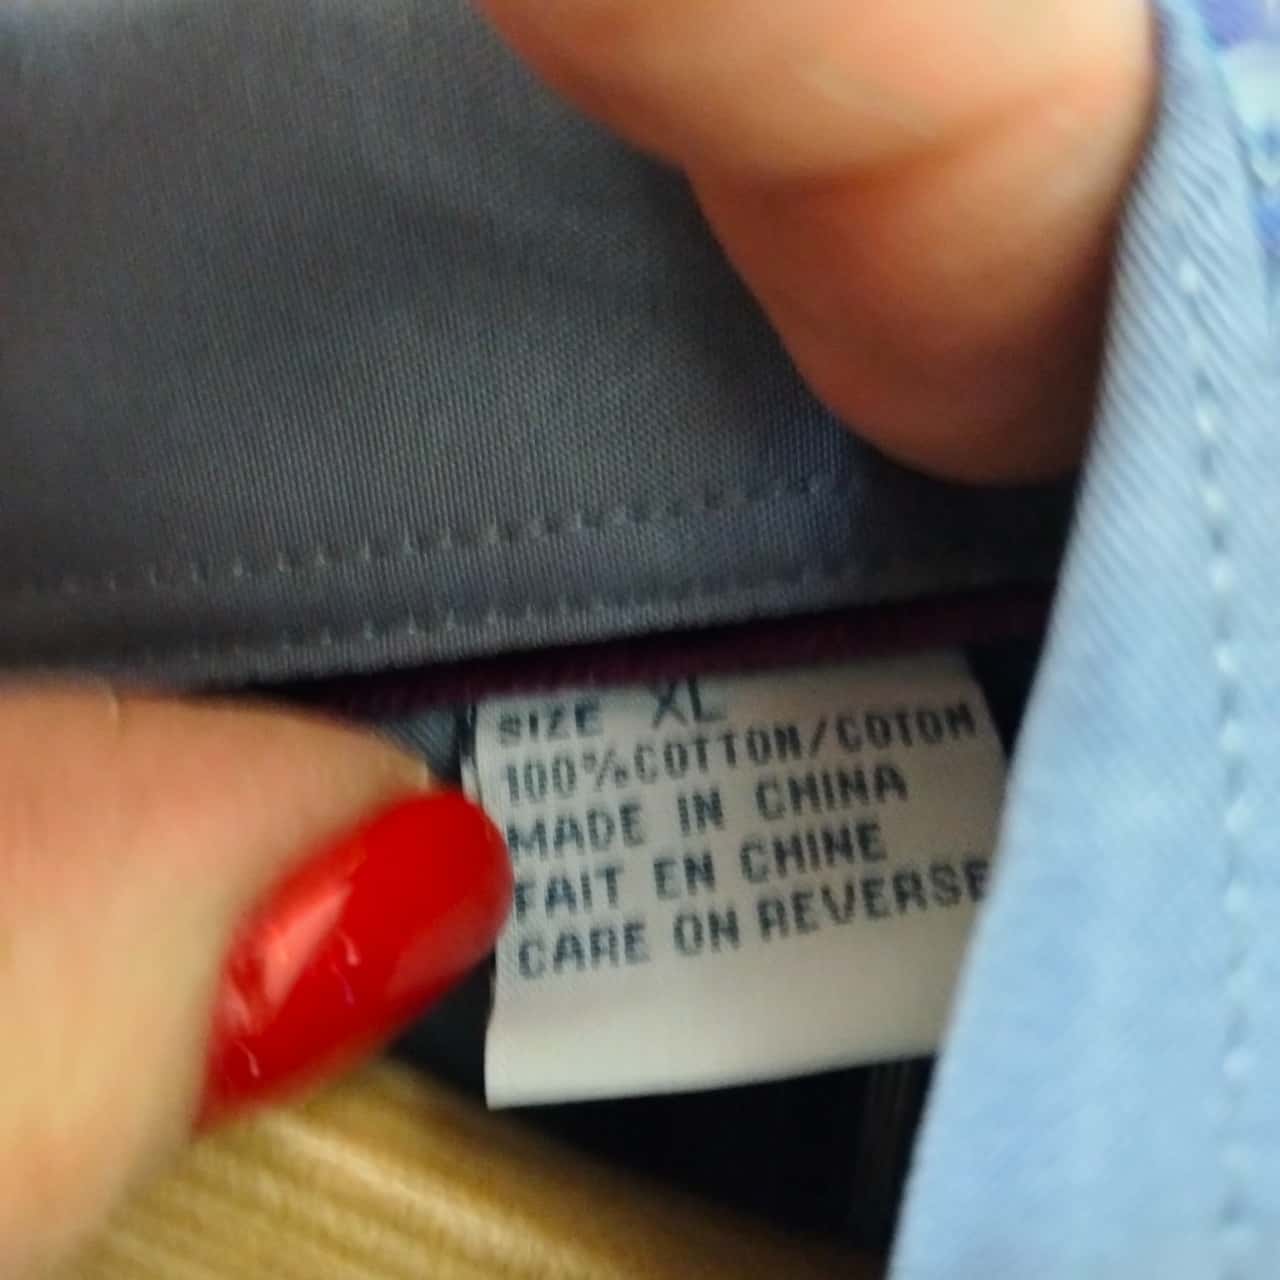 SIZE XL
100%COTTON/COTON
MADE IN CHINA
FAIT EN CHINE
CARE ON REVERSE